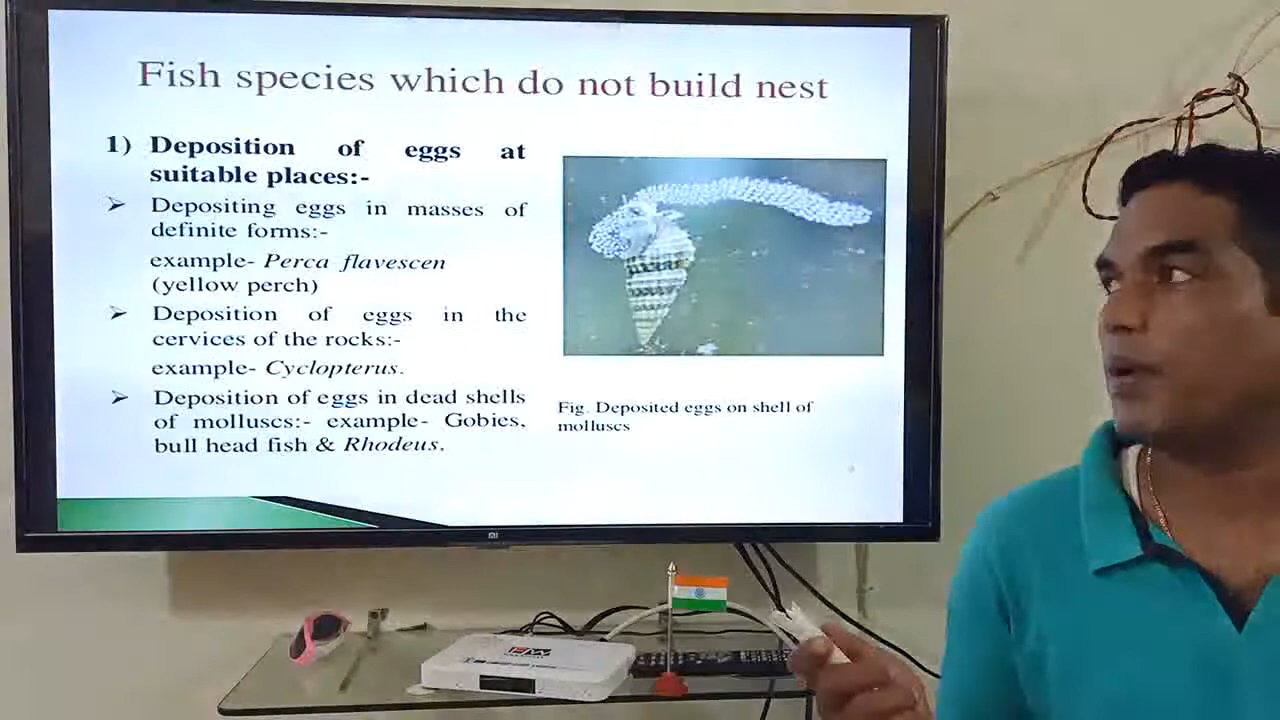 Fish species which do not build nest
1) Deposition of eggs at
suitable places:-
➢ Depositing eggs in masses of
definite forms:-
example- Perca flavescen
(yellow perch)
➢ Deposition of eggs in the
cervices of the rocks:-
example- Cyclopterus.
➢ Deposition of eggs in dead shells
of molluscs:- example- Gobies,
bull head fish & Rhodeus.
Fig. Deposited eggs on shell of
molluscs
mi